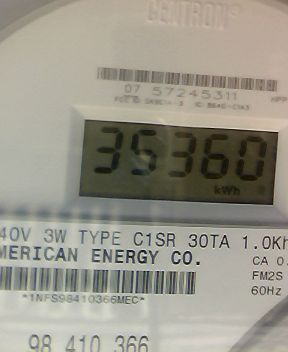 CENTRON®
07 57245311
35360
kWh
40V 3W TYPE C1SR 30TA 1.0Kh
MERICAN ENERGY CO.
CA 0.
FM2S
60Hz
*1NFS98410366MEC*
98 410 366